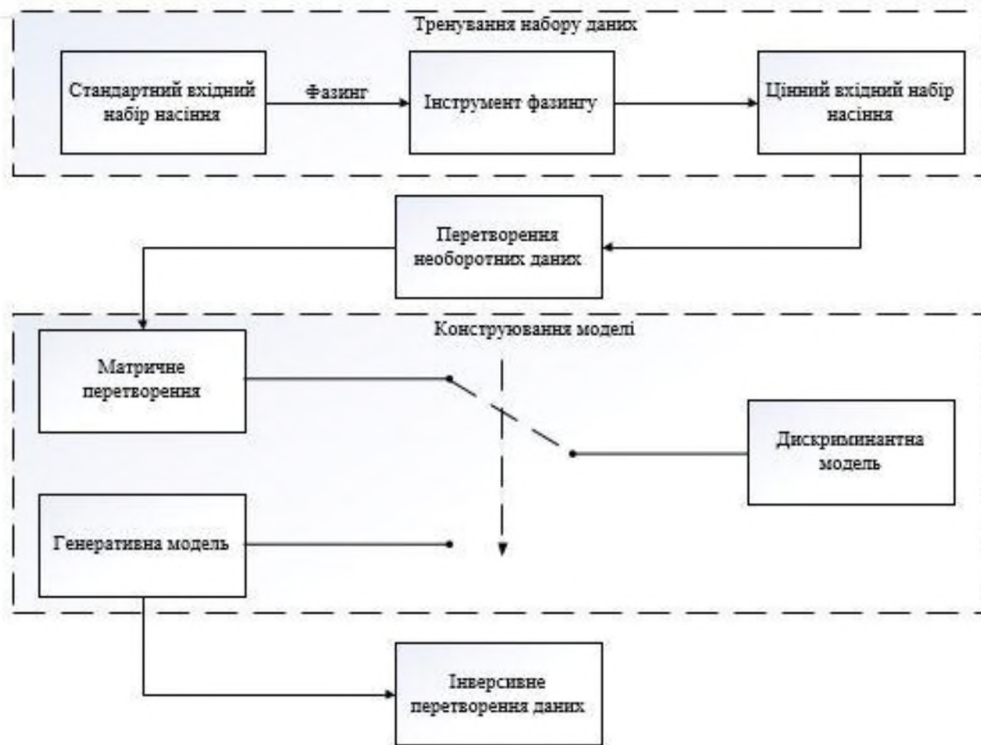 Тренування набору даних
Стандартний вхідний
набір насіння
Фазинг
Інструмент фазингу
Цінний вхідний набір
насіння
Перетворення
необоротних даних
Конструювання моделі
Матричне
перетворення
Дискриминантна
модель
Генеративна модель
Інверсивне
перетворення даних